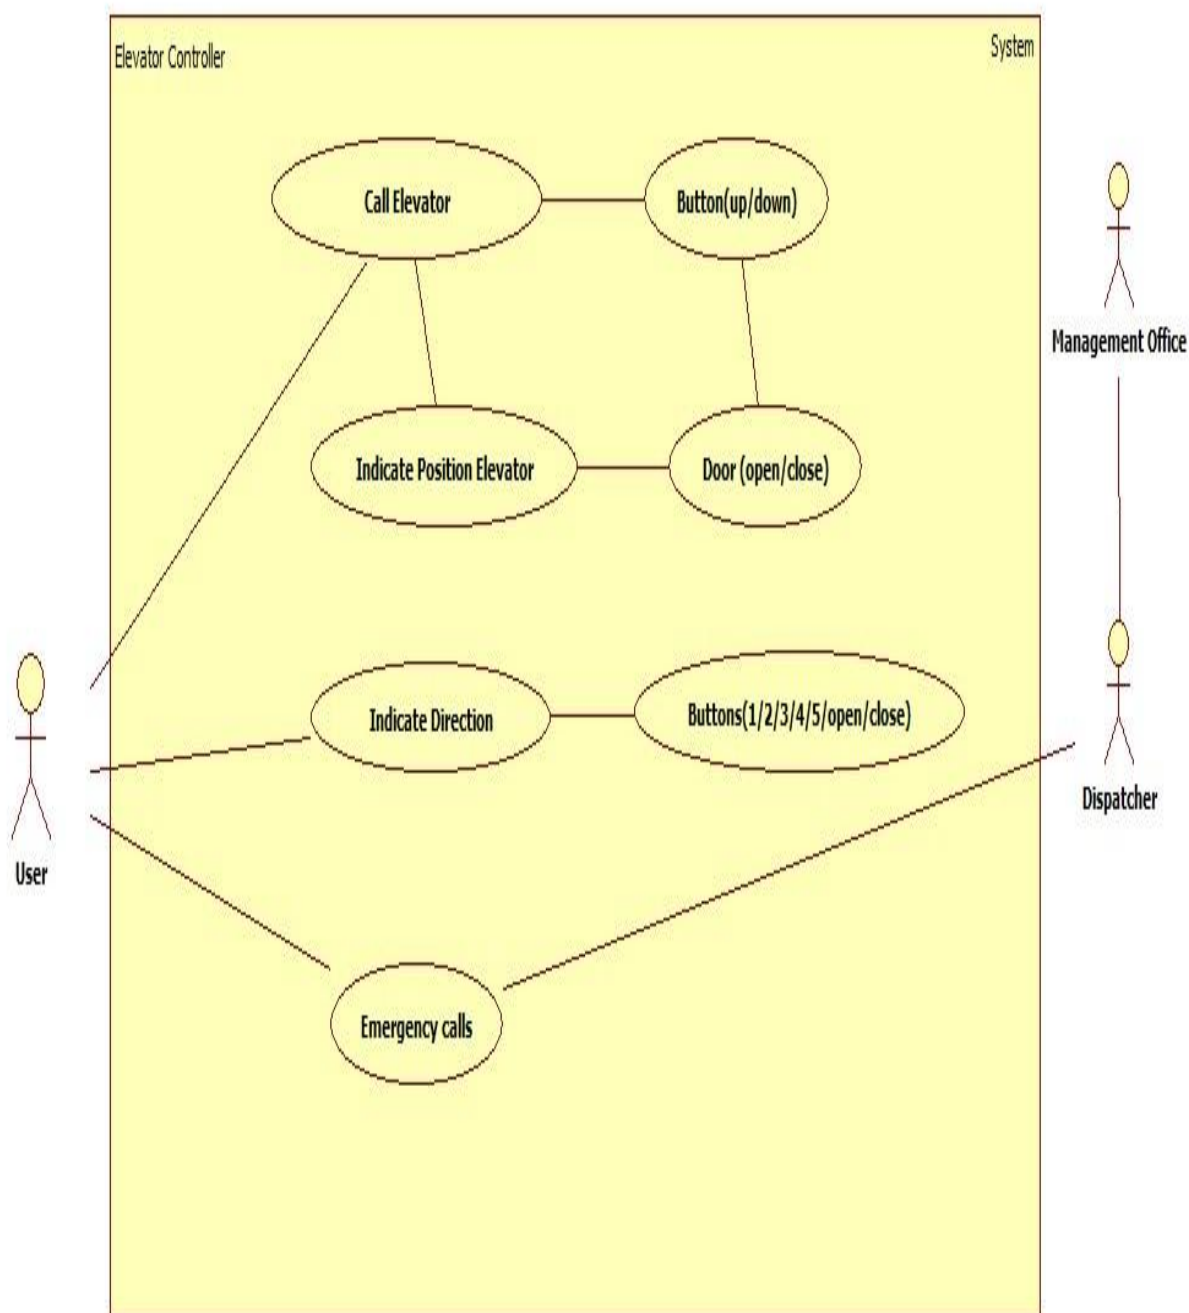 Elevator Controller
System
Call Elevator
Button(up/down)
Management Office
Indicate Position Elevator
Door (open/close)
Indicate Direction
Buttons(1/2/3/4/5/open/close)
Dispatcher
User
Emergency calls